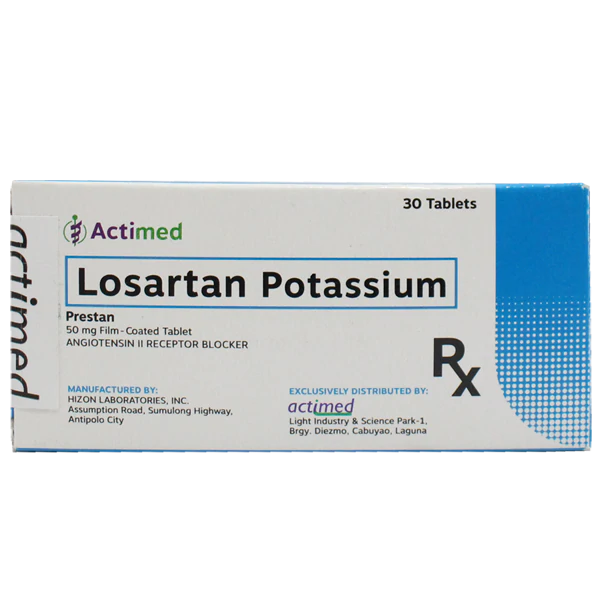 30 Tablets
Actimed
Losartan Potassium
Prestan
50 mg Film-Coated Tablet
ANGIOTENSIN II RECEPTOR BLOCKER
Rx
MANUFACTURED BY:
HIZON LABORATORIES, INC.
Assumption Road, Sumulong Highway,
Antipolo City
EXCLUSIVELY DISTRIBUTED BY:
actimed
Light Industry & Science Park-1,
Brgy. Diezmo, Cabuyao, Laguna
actimed